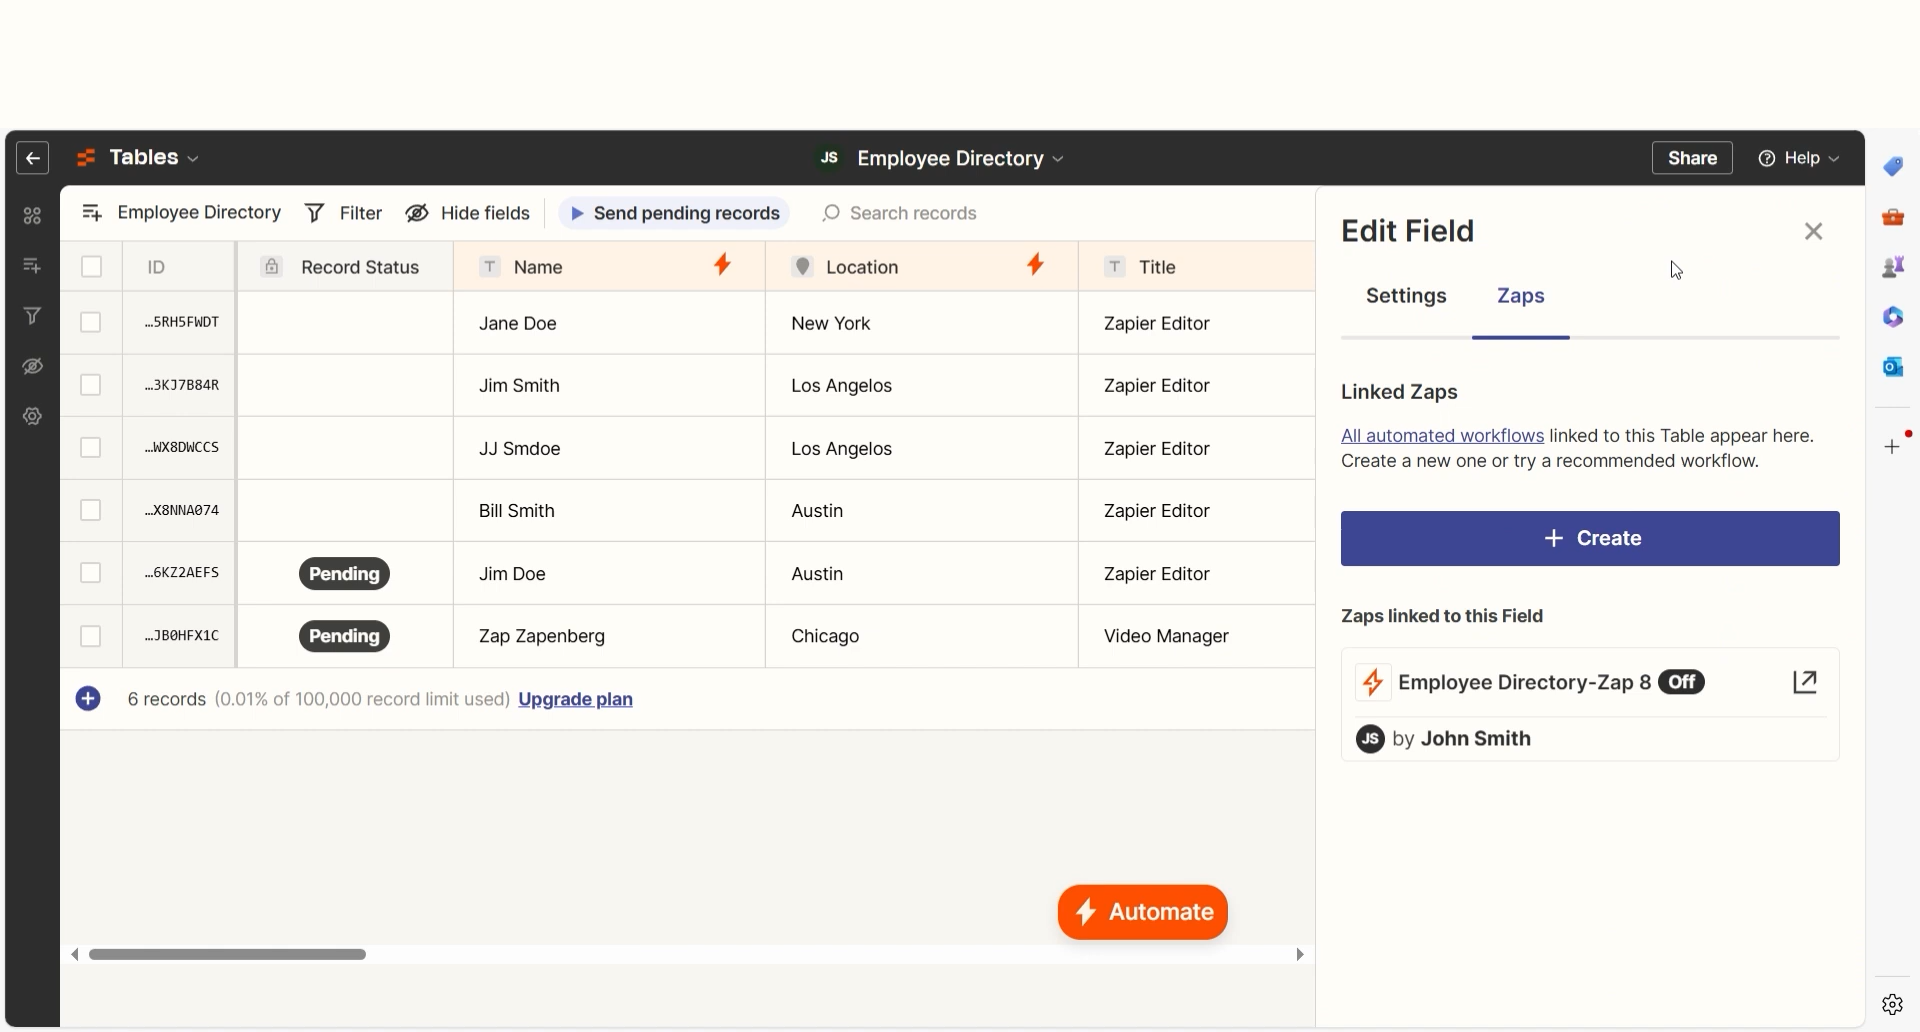 Tables
JS Employee Directory
Share
Help
Employee Directory
Filter
Hide fields
Send pending records
Search records
ID
Record Status
Name
Location
Title
…5RH5FWDT
Jane Doe
New York
Zapier Editor
…3KJ7B84R
Jim Smith
Los Angelos
Zapier Editor
…WX8DWCCS
JJ Smdoe
Los Angelos
Zapier Editor
…X8NNA074
Bill Smith
Austin
Zapier Editor
…6KZ2AEFS
Pending
Jim Doe
Austin
Zapier Editor
…JB0HFX1C
Pending
Zap Zapenberg
Chicago
Video Manager
6 records (0.01% of 100,000 record limit used) Upgrade plan
Automate
Edit Field
Settings
Zaps
Linked Zaps
All automated workflows linked to this Table appear here.
Create a new one or try a recommended workflow.
+ Create
Zaps linked to this Field
Employee Directory-Zap 8 Off
JS by John Smith